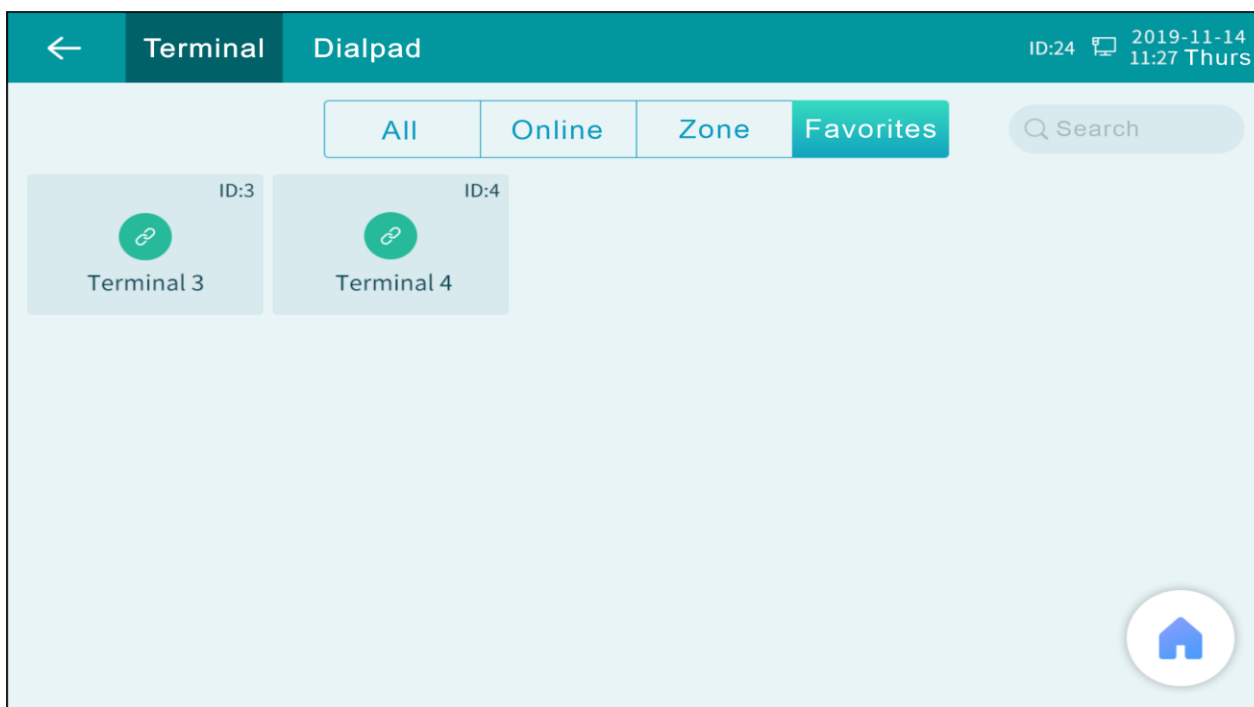 Terminal Dialpad ID:24 2019-11-14
11:27 Thurs
All Online Zone Favorites Search
ID:3 ID:4
Terminal 3 Terminal 4